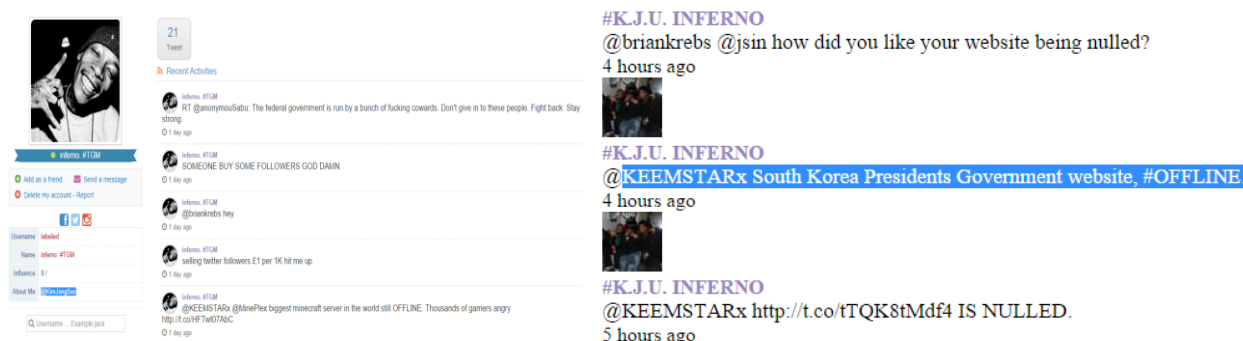 21
Tweet
Recent Activities
inferno. #TGM
RT @anonymouSabu: The federal government is run by a bunch of fucking cowards. Don't give in to these people. Fight back. Stay
strong.
1 day ago
inferno. #TGM
SOMEONE BUY SOME FOLLOWERS GOD DAMN
1 day ago
inferno. #TGM
@briankrebs hey
1 day ago
inferno. #TGM
selling twitter followers £1 per 1K hit me up
1 day ago
inferno. #TGM
@KEEMSTARx @MinePlex biggest minecraft server in the world still OFFLINE. Thousands of gamers angry
http://t.co/HFTwt07AbC
1 day ago
inferno. #TGM
Add as a friend Send a message
Delete my account - Report
Username labeled
Name inferno. #TGM
Influence 0 /
About Me @KimJongSec
Username ... Example:jack
#K.J.U. INFERNO
@briankrebs @jsin how did you like your website being nulled?
4 hours ago
#K.J.U. INFERNO
@KEEMSTARx South Korea Presidents Government website, #OFFLINE.
4 hours ago
#K.J.U. INFERNO
@KEEMSTARx http://t.co/tTQK8tMdf4 IS NULLED.
5 hours ago